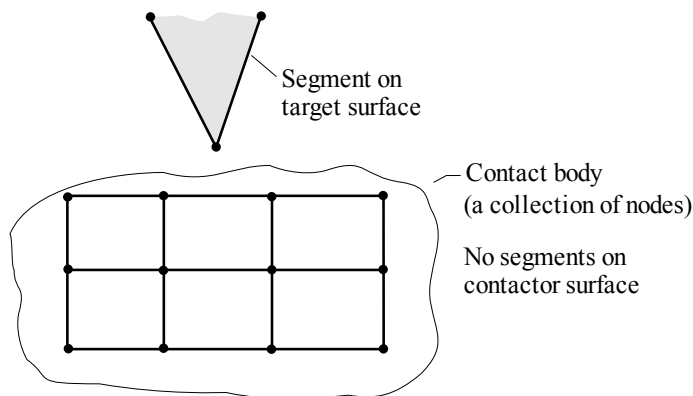 Segment on
target surface
Contact body
(a collection of nodes)
No segments on
contactor surface